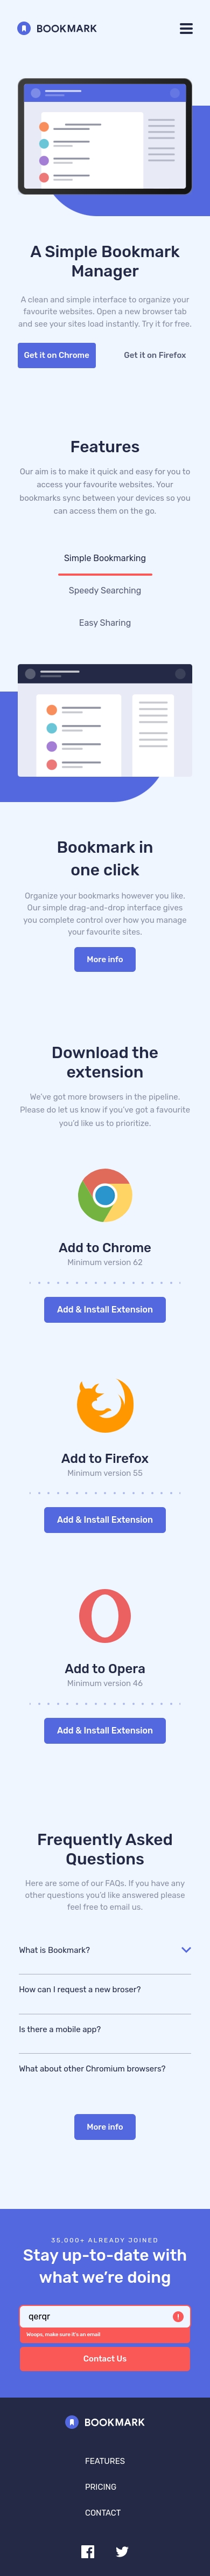 BOOKMARK
A Simple Bookmark
Manager
A clean and simple interface to organize your
favourite websites. Open a new browser tab
and see your sites load instantly. Try it for free.
Get it on Chrome
Get it on Firefox
Features
Our aim is to make it quick and easy for you to
access your favourite websites. Your
bookmarks sync between your devices so you
can access them on the go.
Simple Bookmarking
Speedy Searching
Easy Sharing
Bookmark in
one click
Organize your bookmarks however you like.
Our simple drag-and-drop interface gives
you complete control over how you manage
your favourite sites.
More info
Download the
extension
We've got more browsers in the pipeline.
Please do let us know if you've got a favourite
you'd like us to prioritize.
Add to Chrome
Minimum version 62
Add & Install Extension
Add to Firefox
Minimum version 55
Add & Install Extension
Add to Opera
Minimum version 46
Add & Install Extension
Frequently Asked
Questions
Here are some of our FAQs. If you have any
other questions you'd like answered please
feel free to email us.
What is Bookmark?
How can I request a new broser?
Is there a mobile app?
What about other Chromium browsers?
More info
35,000+ ALREADY JOINED
Stay up-to-date with
what we're doing
qerqr
Woops, make sure it's an email
Contact Us
BOOKMARK
FEATURES
PRICING
CONTACT